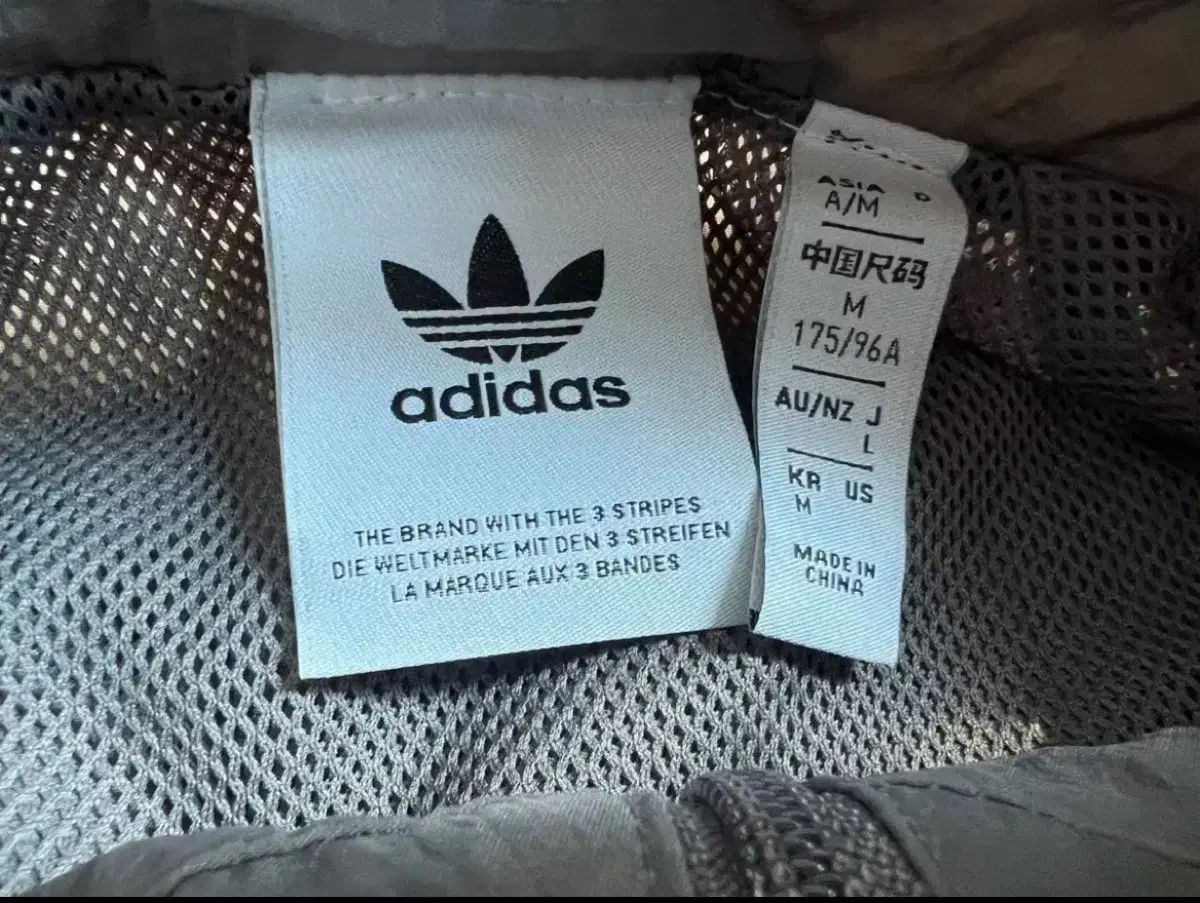 adidas
THE BRAND WITH THE 3 STRIPES
DIE WELTMARKE MIT DEN 3 STREIFEN
LA MARQUE AUX 3 BANDES
ASIA D
A/M
中国尺码
M
175/96A
AU/NZ J
L
KR US
M
MADE IN
CHINA